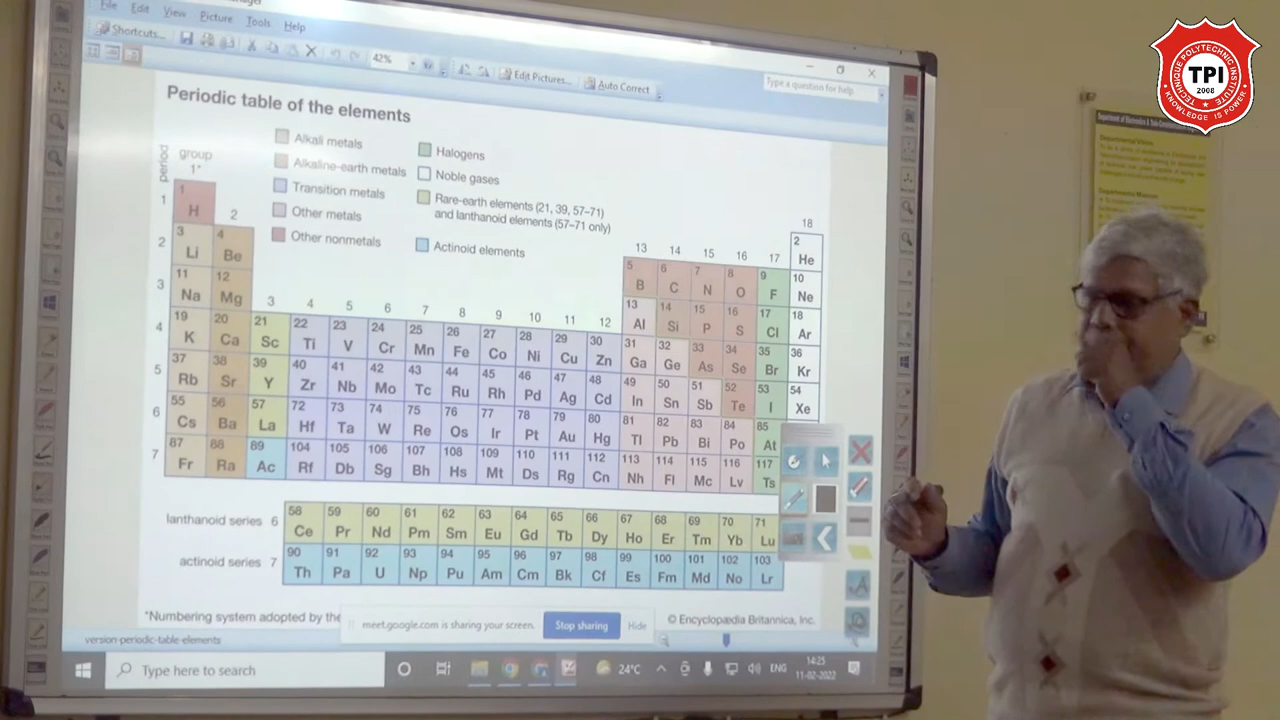 File Edit View Picture Tools Help
Shortcuts...
42%
Edit Pictures...
Auto Correct
Type a question for help
Periodic table of the elements
period
group
Alkali metals
Alkaline-earth metals
Transition metals
Other metals
Other nonmetals
Halogens
Noble gases
Rare-earth elements (21, 39, 57–71)
and lanthanoid elements (57–71 only)
Actinoid elements
1*
18
1
1 H
2
13 14 15 16 17
2 He
2
3 Li
4 Be
5 B
6 C
7 N
8 O
9 F
10 Ne
3
11 Na
12 Mg
3 4 5 6 7 8 9 10 11 12
13 Al
14 Si
15 P
16 S
17 Cl
18 Ar
4
19 K
20 Ca
21 Sc
22 Ti
23 V
24 Cr
25 Mn
26 Fe
27 Co
28 Ni
29 Cu
30 Zn
31 Ga
32 Ge
33 As
34 Se
35 Br
36 Kr
5
37 Rb
38 Sr
39 Y
40 Zr
41 Nb
42 Mo
43 Tc
44 Ru
45 Rh
46 Pd
47 Ag
48 Cd
49 In
50 Sn
51 Sb
52 Te
53 I
54 Xe
6
55 Cs
56 Ba
57 La
72 Hf
73 Ta
74 W
75 Re
76 Os
77 Ir
78 Pt
79 Au
80 Hg
81 Tl
82 Pb
83 Bi
84 Po
85 At
7
87 Fr
88 Ra
89 Ac
104 Rf
105 Db
106 Sg
107 Bh
108 Hs
109 Mt
110 Ds
111 Rg
112 Cn
113 Nh
114 Fl
115 Mc
116 Lv
117 Ts
lanthanoid series 6
58 Ce
59 Pr
60 Nd
61 Pm
62 Sm
63 Eu
64 Gd
65 Tb
66 Dy
67 Ho
68 Er
69 Tm
70 Yb
71 Lu
actinoid series 7
90 Th
91 Pa
92 U
93 Np
94 Pu
95 Am
96 Cm
97 Bk
98 Cf
99 Es
100 Fm
101 Md
102 No
103 Lr
*Numbering system adopted by the
© Encyclopædia Britannica, Inc.
meet.google.com is sharing your screen.
Stop sharing
Hide
version-periodic-table-elements
Type here to search
24°C
ENG
14:25
11-02-2022
TECHNIQUE POLYTECHNIC INSTITUTE
TPI
2008
KNOWLEDGE IS POWER